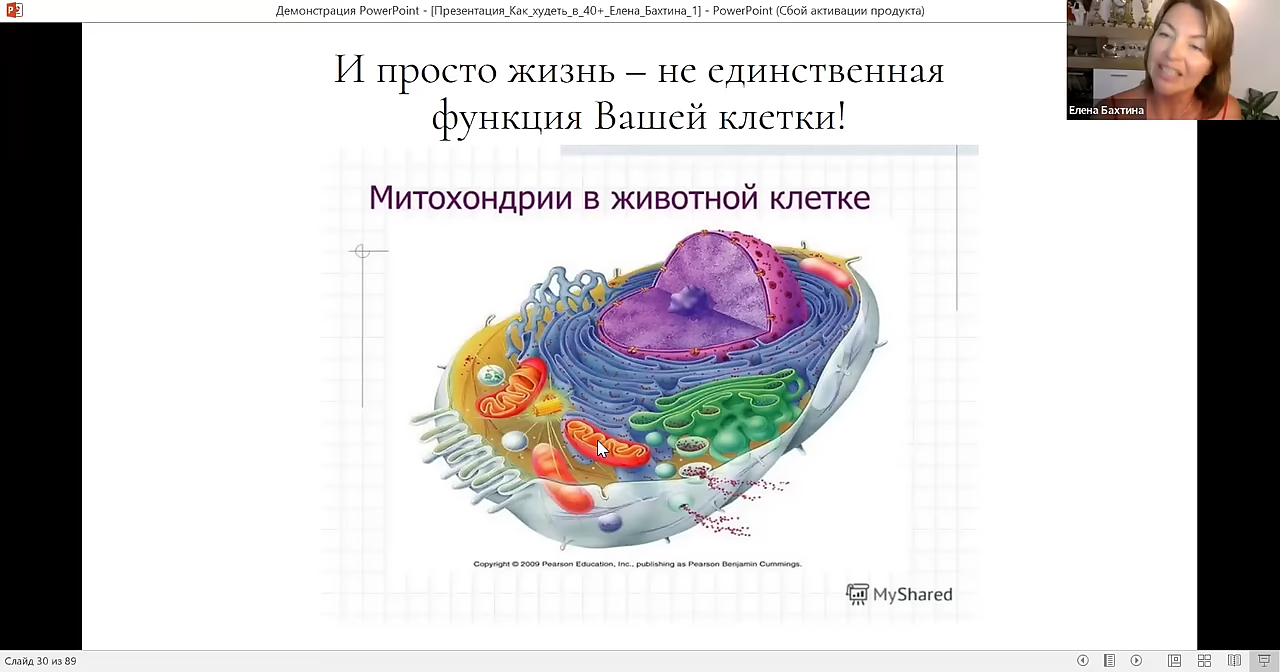 Демонстрация PowerPoint - [Презентация_Как_худеть_в_40+_Елена_Бахтина_1] - PowerPoint (Сбой активации продукта)
Елена Бахтина
И просто жизнь – не единственная
функция Вашей клетки!
Митохондрии в животной клетке
Copyright © 2009 Pearson Education, Inc., publishing as Pearson Benjamin Cummings.
MyShared
Слайд 30 из 89